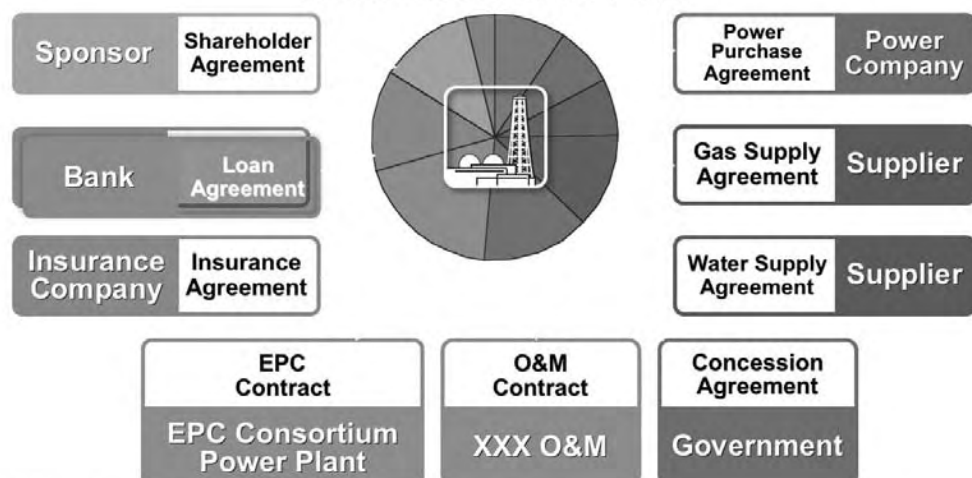 Sponsor
Shareholder
Agreement
Power
Purchase
Agreement
Power
Company
Bank
Loan
Agreement
Gas Supply
Agreement
Supplier
Insurance
Company
Insurance
Agreement
Water Supply
Agreement
Supplier
EPC
Contract
EPC Consortium
Power Plant
O&M
Contract
XXX O&M
Concession
Agreement
Government